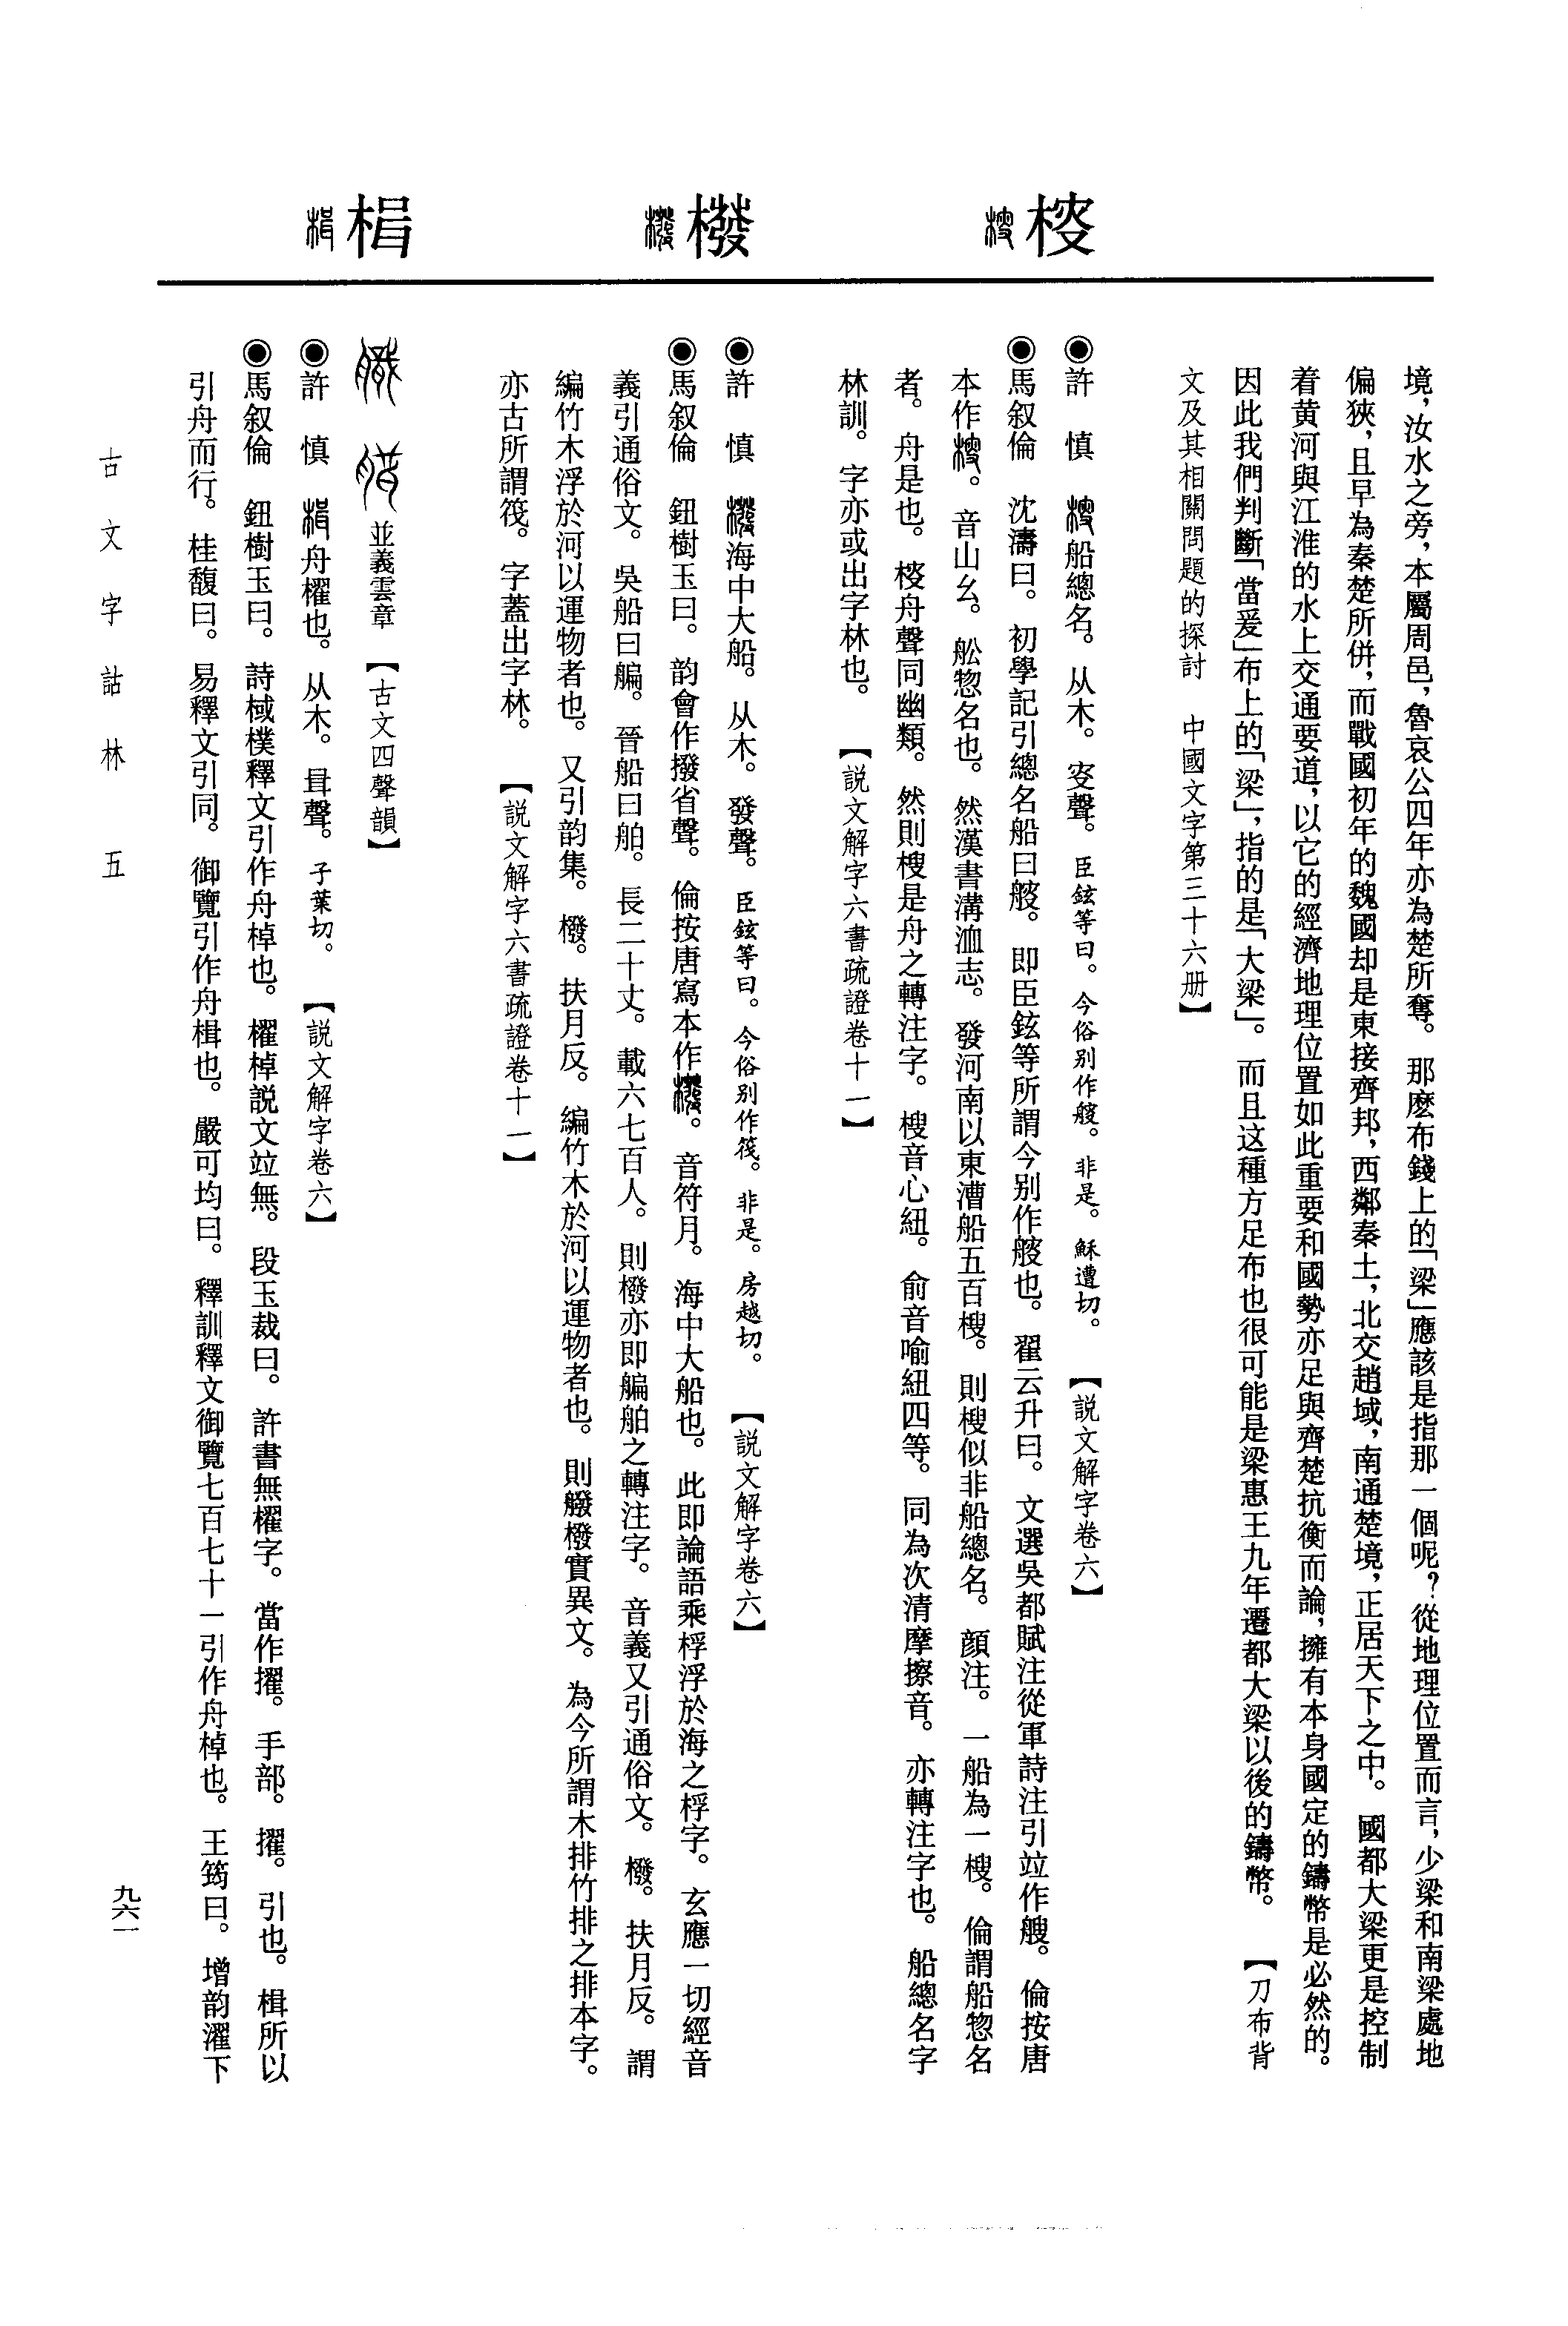 境，汝水之旁，本屬周邑，魯哀公四年亦為楚所奪。那麽布錢上的「梁」應該是指那一個呢？從地理位置而言，少梁和南梁處地
偏狹，且早為秦楚所併，而戰國初年的魏國却是東接齊邦，西鄰秦土，北交趙域，南通楚境，正居天下之中。國都大梁更是控制
着黄河與江淮的水上交通要道，以它的經濟地理位置如此重要和國勢亦足與齊楚抗衡而論，擁有本身國定的鑄幣是必然的。
因此我們判斷「當爰」布上的「梁」，指的是「大梁」。而且这種方足布也很可能是梁惠王九年遷都大梁以後的鑄幣。【刀布背
文及其相關問題的探討　中國文字第三十六册】
㮴
◉許　慎　船總名。从木。叜聲。臣鉉等曰。今俗别作艘。非是。穌遭切。【説文解字卷六】
◉馬叙倫　沈濤曰。初學記引總名船曰艘。即臣鉉等所謂今别作艘也。翟云升曰。文選吳都賦注從軍詩注引竝作艘。倫按唐
本作。音山幺。舩惣名也。然漢書溝洫志。發河南以東漕船五百㮴。則㮴似非船總名。顔注。一船為一㮴。倫謂船惣名
者。舟是也。㮴舟聲同幽類。然則㮴是舟之轉注字。㮴音心紐。俞音喻紐四等。同為次清摩擦音。亦轉注字也。船總名字
林訓。字亦或出字林也。【説文解字六書疏證卷十一】
橃
◉許　慎　海中大船。从木。發聲。臣鉉等曰。今俗别作筏。非是。房越切。【説文解字卷六】
◉馬叙倫　鈕樹玉曰。韵會作撥省聲。倫按唐寫本作。音符月。海中大船也。此即論語乘桴浮於海之桴字。玄應一切經音
義引通俗文。吳船曰艑。晉船曰舶。長二十丈。載六七百人。則橃亦即艑舶之轉注字。音義又引通俗文。橃。扶月反。謂
編竹木浮於河以運物者也。又引韵集。橃。扶月反。編竹木於河以運物者也。則橃實異文。為今所謂木排竹排之排本字。
亦古所謂筏。字蓋出字林。【説文解字六書疏證卷十一】
楫
並義雲章【古文四聲韻】
◉許　慎　舟櫂也。从木。咠聲。子葉切。【説文解字卷六】
◉馬叙倫　鈕樹玉曰。詩棫樸釋文引作舟棹也。櫂棹説文竝無。段玉裁曰。許書無櫂字。當作擢。手部。擢。引也。楫所以
引舟而行。桂馥曰。易釋文引同。御覽引作舟楫也。嚴可均曰。釋訓釋文御覽七百七十一引作舟棹也。王筠曰。增韵濯下
古文字詁林　五
九六一